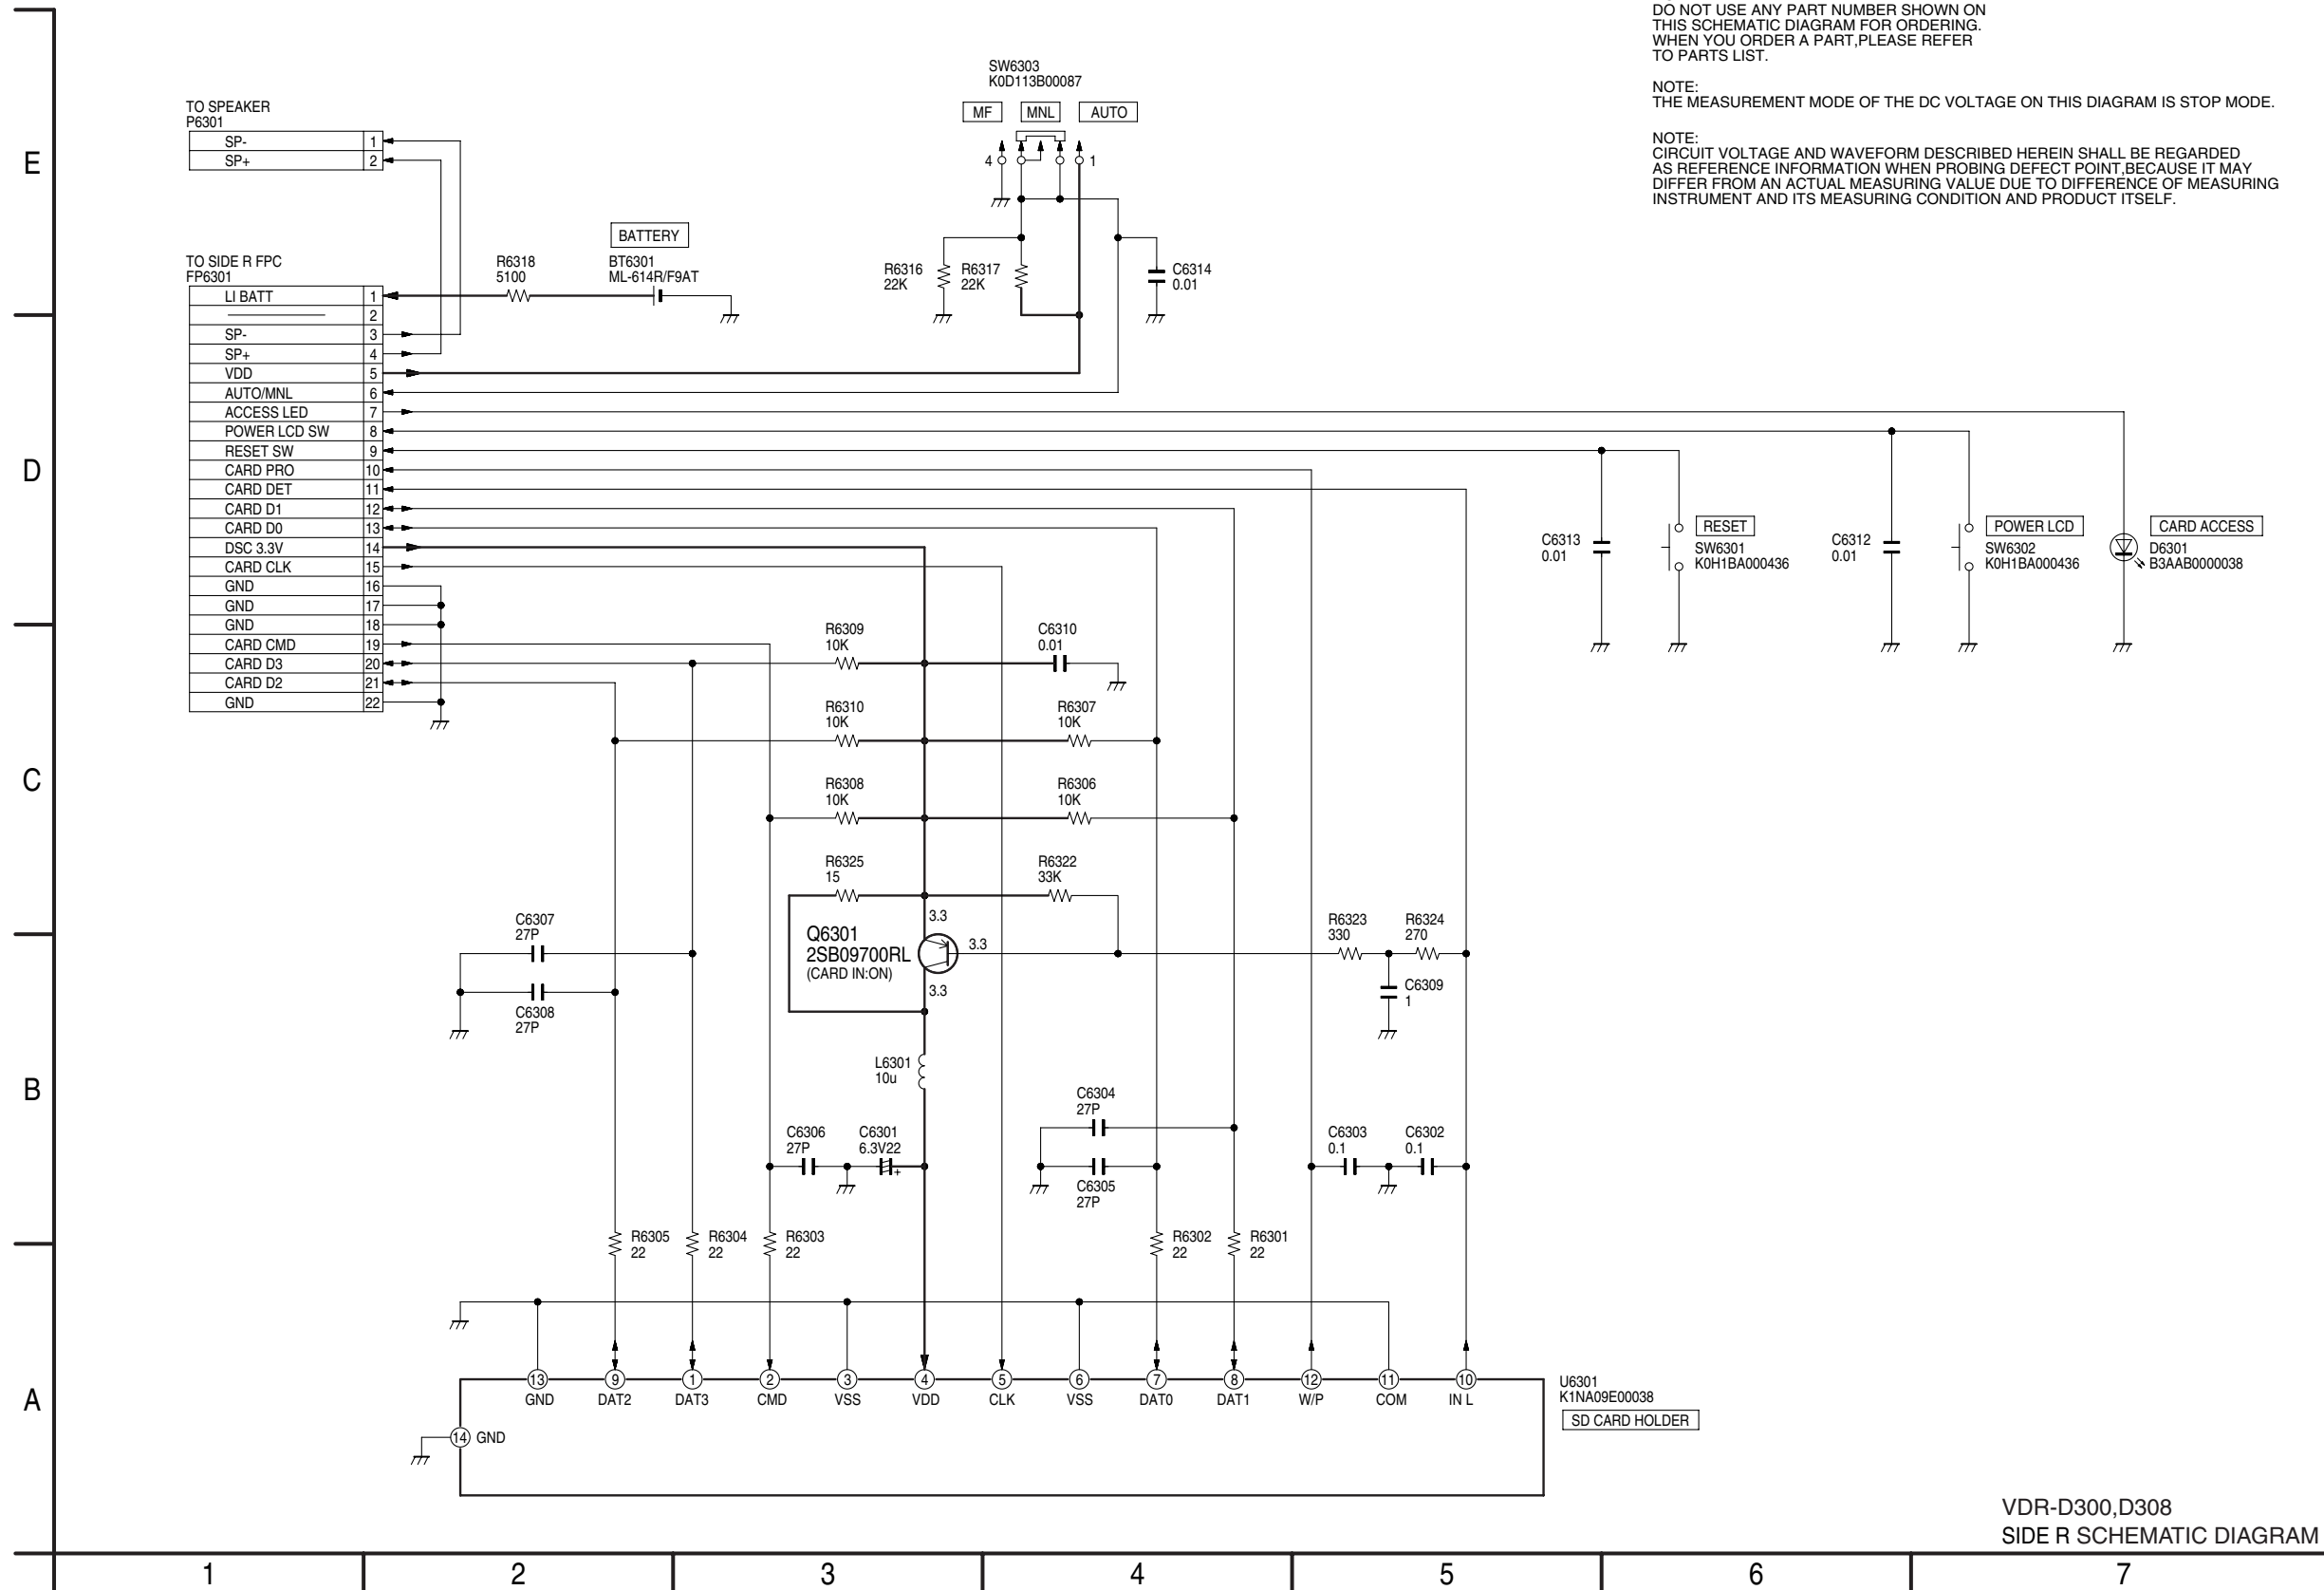 DO NOT USE ANY PART NUMBER SHOWN ON
THIS SCHEMATIC DIAGRAM FOR ORDERING.
WHEN YOU ORDER A PART,PLEASE REFER
TO PARTS LIST.
NOTE:
THE MEASUREMENT MODE OF THE DC VOLTAGE ON THIS DIAGRAM IS STOP MODE.
NOTE:
CIRCUIT VOLTAGE AND WAVEFORM DESCRIBED HEREIN SHALL BE REGARDED
AS REFERENCE INFORMATION WHEN PROBING DEFECT POINT,BECAUSE IT MAY
DIFFER FROM AN ACTUAL MEASURING VALUE DUE TO DIFFERENCE OF MEASURING
INSTRUMENT AND ITS MEASURING CONDITION AND PRODUCT ITSELF.
SW6303
K0D113B00087
MF MNL AUTO
4 1
TO SPEAKER
P6301
SP- 1
SP+ 2
E
BATTERY
BT6301
ML-614R/F9AT
R6318
5100
R6316
22K
R6317
22K
C6314
0.01
TO SIDE R FPC
FP6301
LI BATT 1
2
SP- 3
SP+ 4
VDD 5
AUTO/MNL 6
ACCESS LED 7
POWER LCD SW 8
RESET SW 9
CARD PRO 10
CARD DET 11
CARD D1 12
CARD D0 13
DSC 3.3V 14
CARD CLK 15
GND 16
GND 17
GND 18
CARD CMD 19
CARD D3 20
CARD D2 21
GND 22
D
C6313
0.01
RESET
SW6301
K0H1BA000436
C6312
0.01
POWER LCD
SW6302
K0H1BA000436
CARD ACCESS
D6301
B3AAB0000038
R6309
10K
C6310
0.01
R6310
10K
R6307
10K
C
R6308
10K
R6306
10K
R6325
15
R6322
33K
3.3
Q6301
2SB09700RL
(CARD IN:ON)
3.3
3.3
C6307
27P
C6308
27P
R6323
330
R6324
270
C6309
1
L6301
10u
B
C6304
27P
C6305
27P
C6306
27P
C6301
6.3V22
+
C6303
0.1
C6302
0.1
R6305
22
R6304
22
R6303
22
R6302
22
R6301
22
A
13 9 1 2 3 4 5 6 7 8 12 11 10
GND DAT2 DAT3 CMD VSS VDD CLK VSS DAT0 DAT1 W/P COM IN L
14 GND
U6301
K1NA09E00038
SD CARD HOLDER
VDR-D300,D308
SIDE R SCHEMATIC DIAGRAM
1 2 3 4 5 6 7